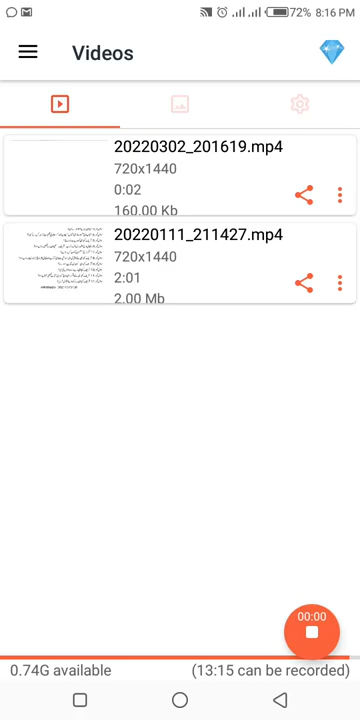 72% 8:16 PM
Videos
20220302_201619.mp4
720x1440
0:02
160.00 Kb
20220111_211427.mp4
720x1440
2:01
2.00 Mb
00:00
0.74G available
(13:15 can be recorded)